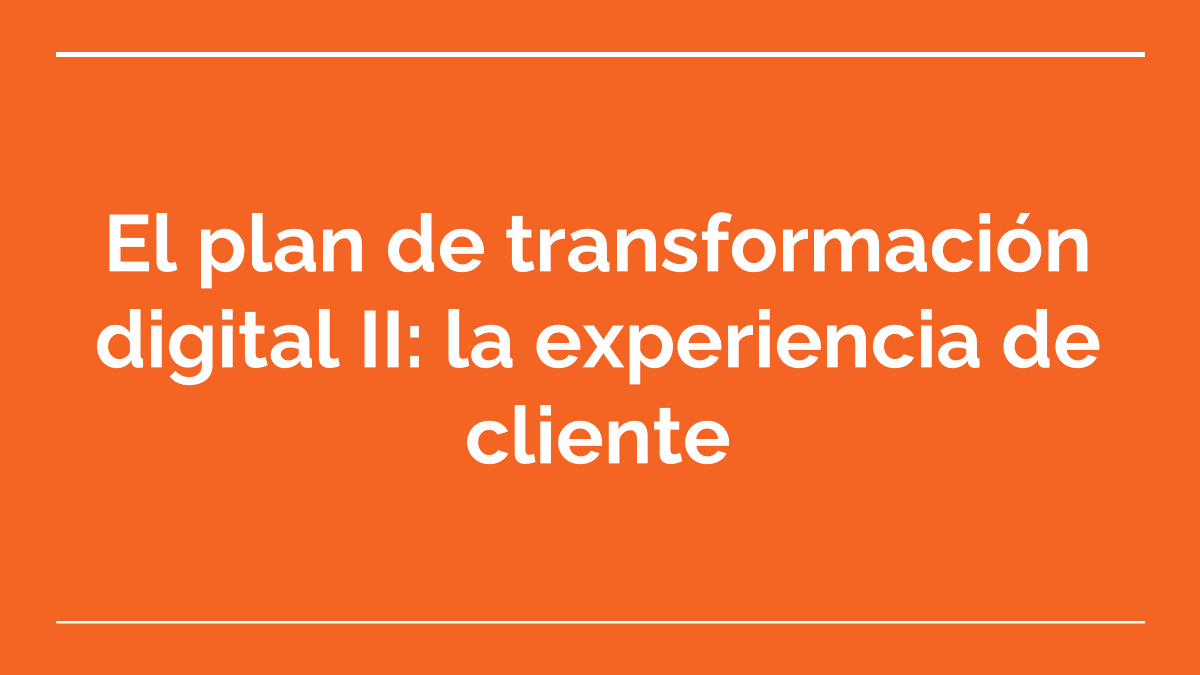 El plan de transformación
digital II: la experiencia de
cliente